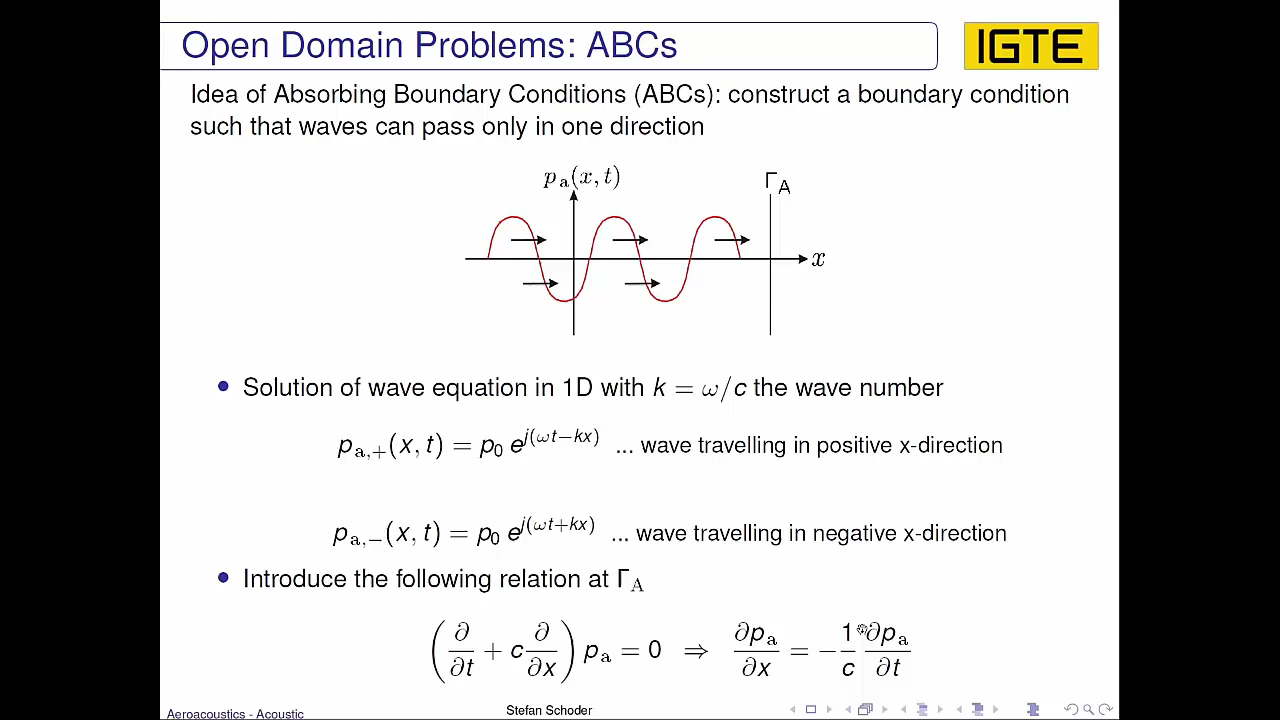 Open Domain Problems: ABCs
IGTE
Idea of Absorbing Boundary Conditions (ABCs): construct a boundary condition
such that waves can pass only in one direction
p_a(x, t)
Γ_A
x
Solution of wave equation in 1D with k = ω/c the wave number
p_{a,+}(x, t) = p_0 e^{j(ωt−kx)} ... wave travelling in positive x-direction
p_{a,−}(x, t) = p_0 e^{j(ωt+kx)} ... wave travelling in negative x-direction
Introduce the following relation at Γ_A
(∂/∂t + c ∂/∂x) p_a = 0 ⇒ ∂p_a/∂x = −1/c ∂p_a/∂t
Aeroacoustics - Acoustic
Stefan Schoder